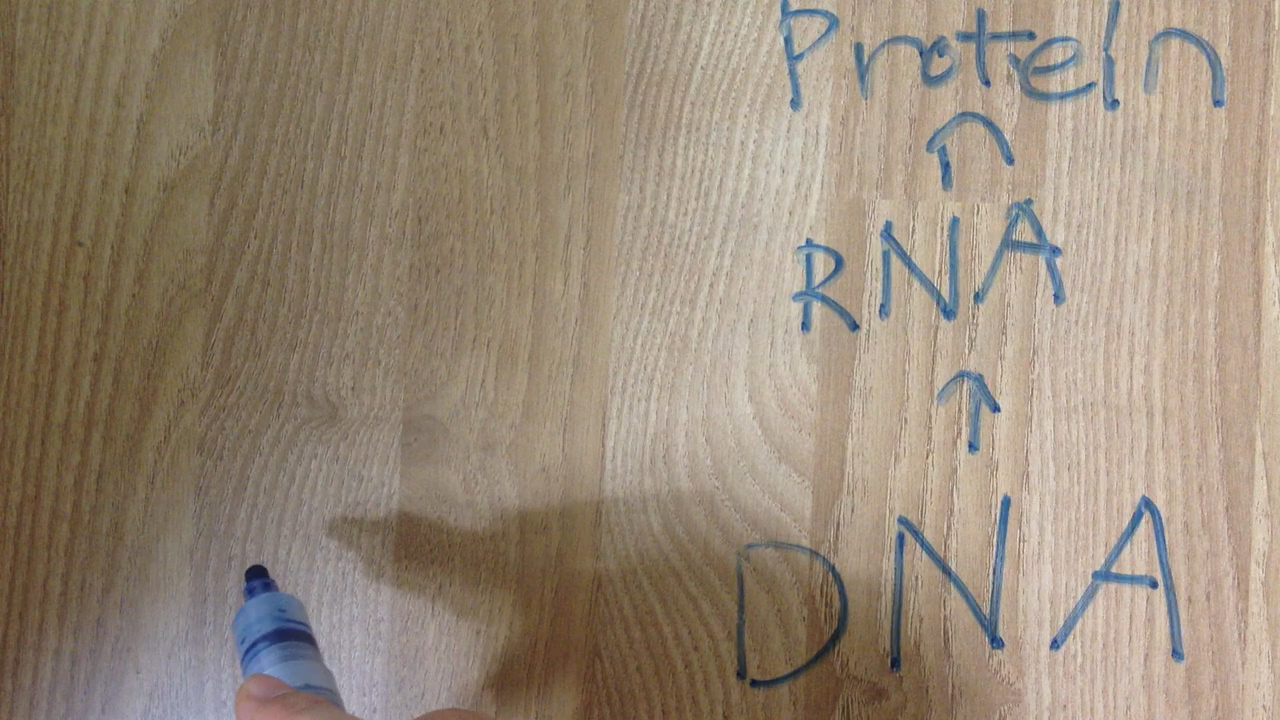 Protein
↑
RNA
↑
DNA